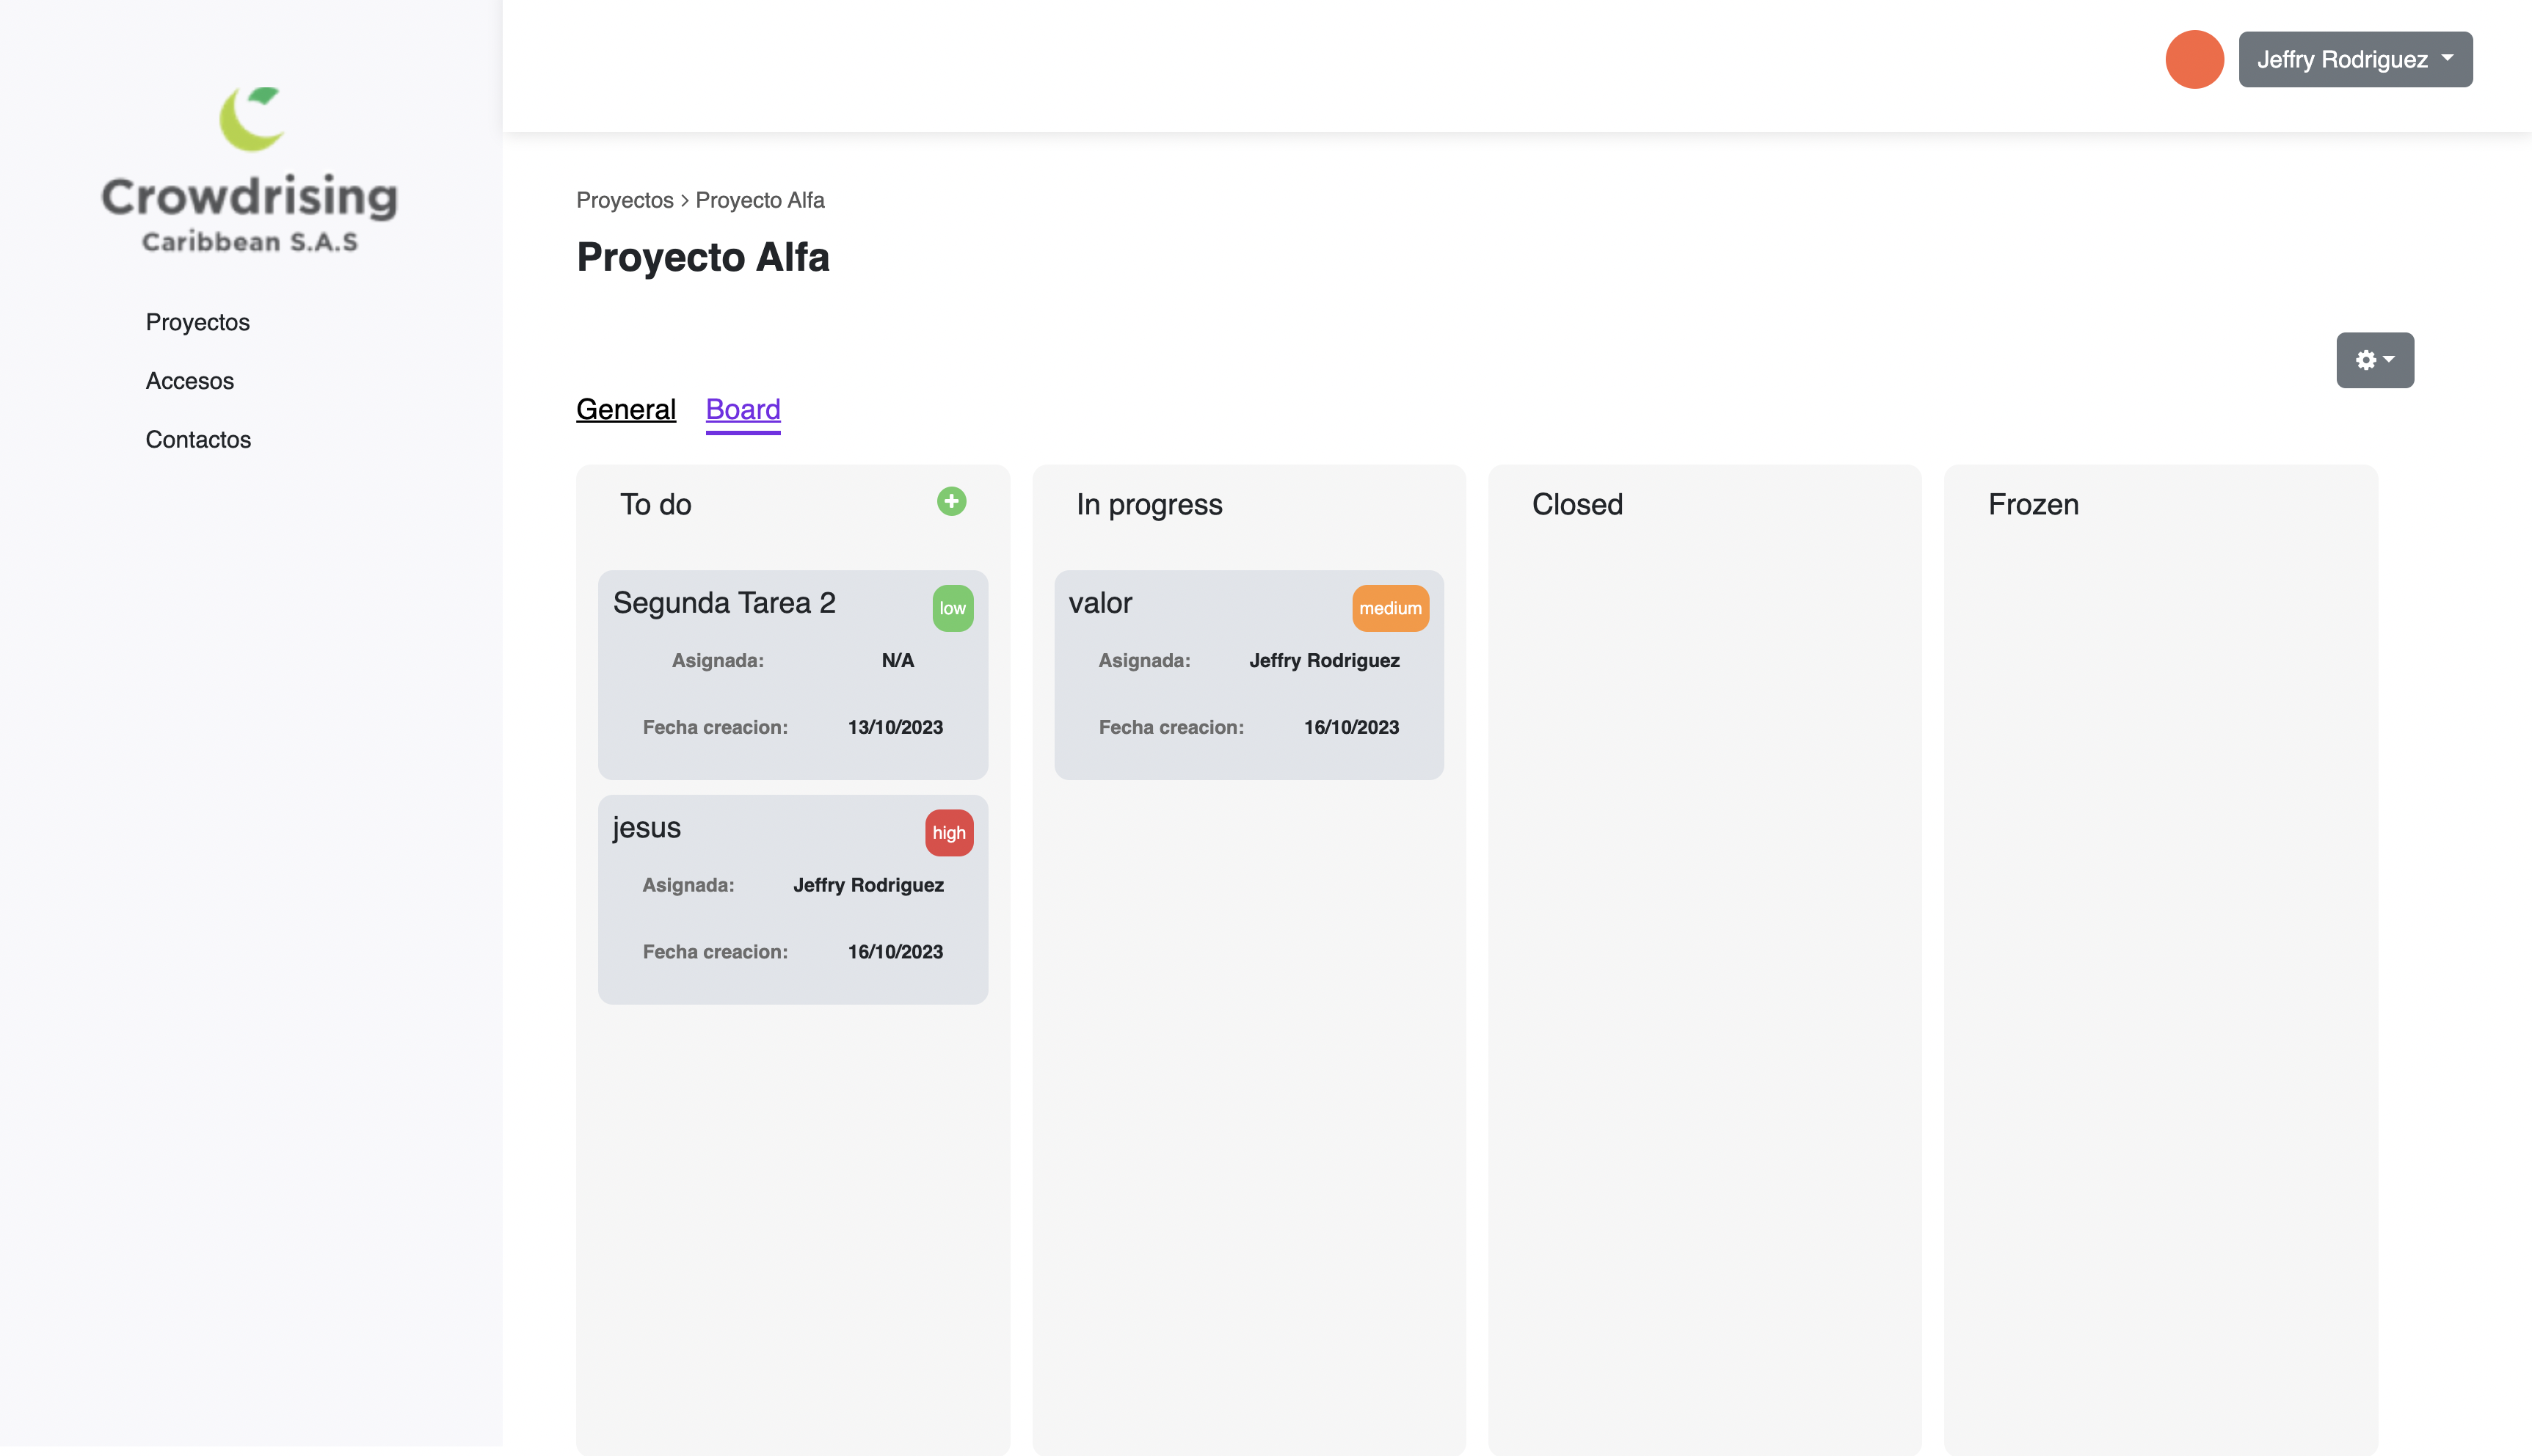 Crowdrising
Caribbean S.A.S
Proyectos
Accesos
Contactos
Jeffry Rodriguez
Proyectos > Proyecto Alfa
Proyecto Alfa
General Board
To do
Segunda Tarea 2 low
Asignada: N/A
Fecha creacion: 13/10/2023
jesus high
Asignada: Jeffry Rodriguez
Fecha creacion: 16/10/2023
In progress
valor medium
Asignada: Jeffry Rodriguez
Fecha creacion: 16/10/2023
Closed
Frozen